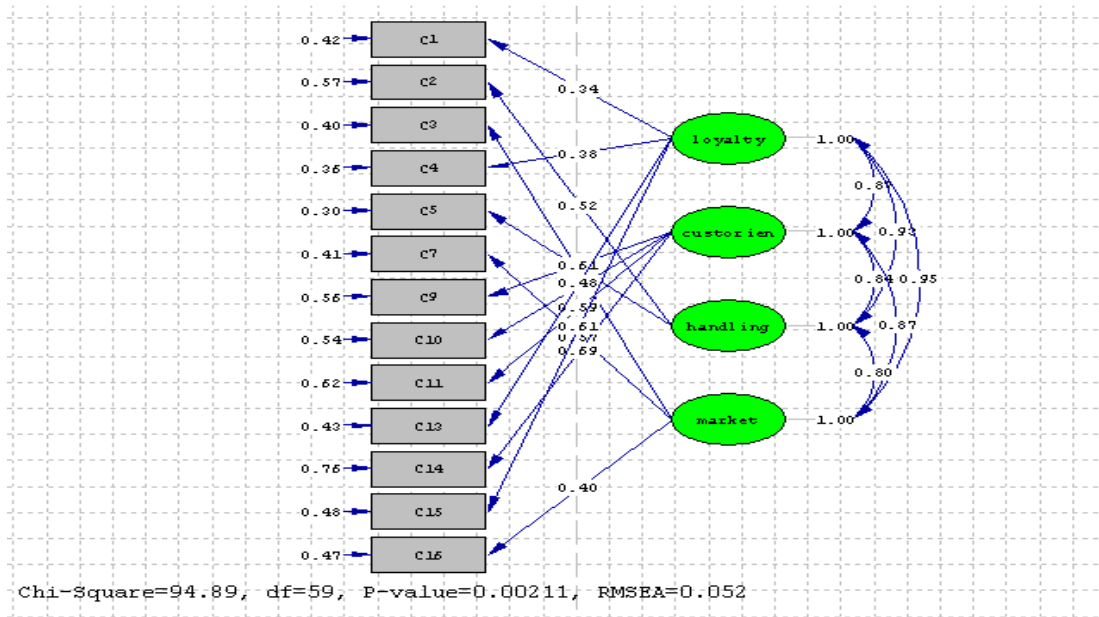 0.42 C1
0.57 C2
0.34
0.40 C3
loyalty 1.00
0.38
0.36 C4
0.52
0.30 C5
custorien 1.00 0.93
0.41 C7
0.61
0.48
0.84 0.95
0.56 C9
0.61
handling 1.00 0.87
0.54 C10
0.69
0.80
0.62 C11
0.43 C13
market 1.00
0.76 C14
0.40
0.48 C15
0.47 C16
Chi-Square=94.89, df=59, P-value=0.00211, RMSEA=0.052